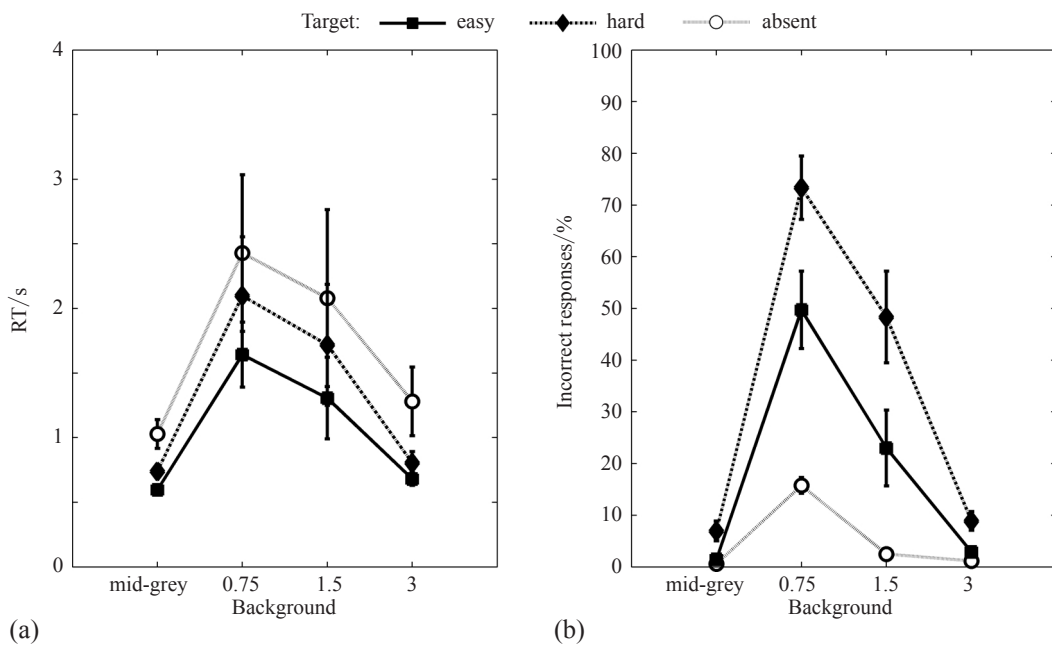 Target: easy hard absent
4
3
2
1
0
RT/s
mid-grey 0.75 1.5 3
Background
(a)
100
90
80
70
60
50
40
30
20
10
0
Incorrect responses/%
mid-grey 0.75 1.5 3
Background
(b)